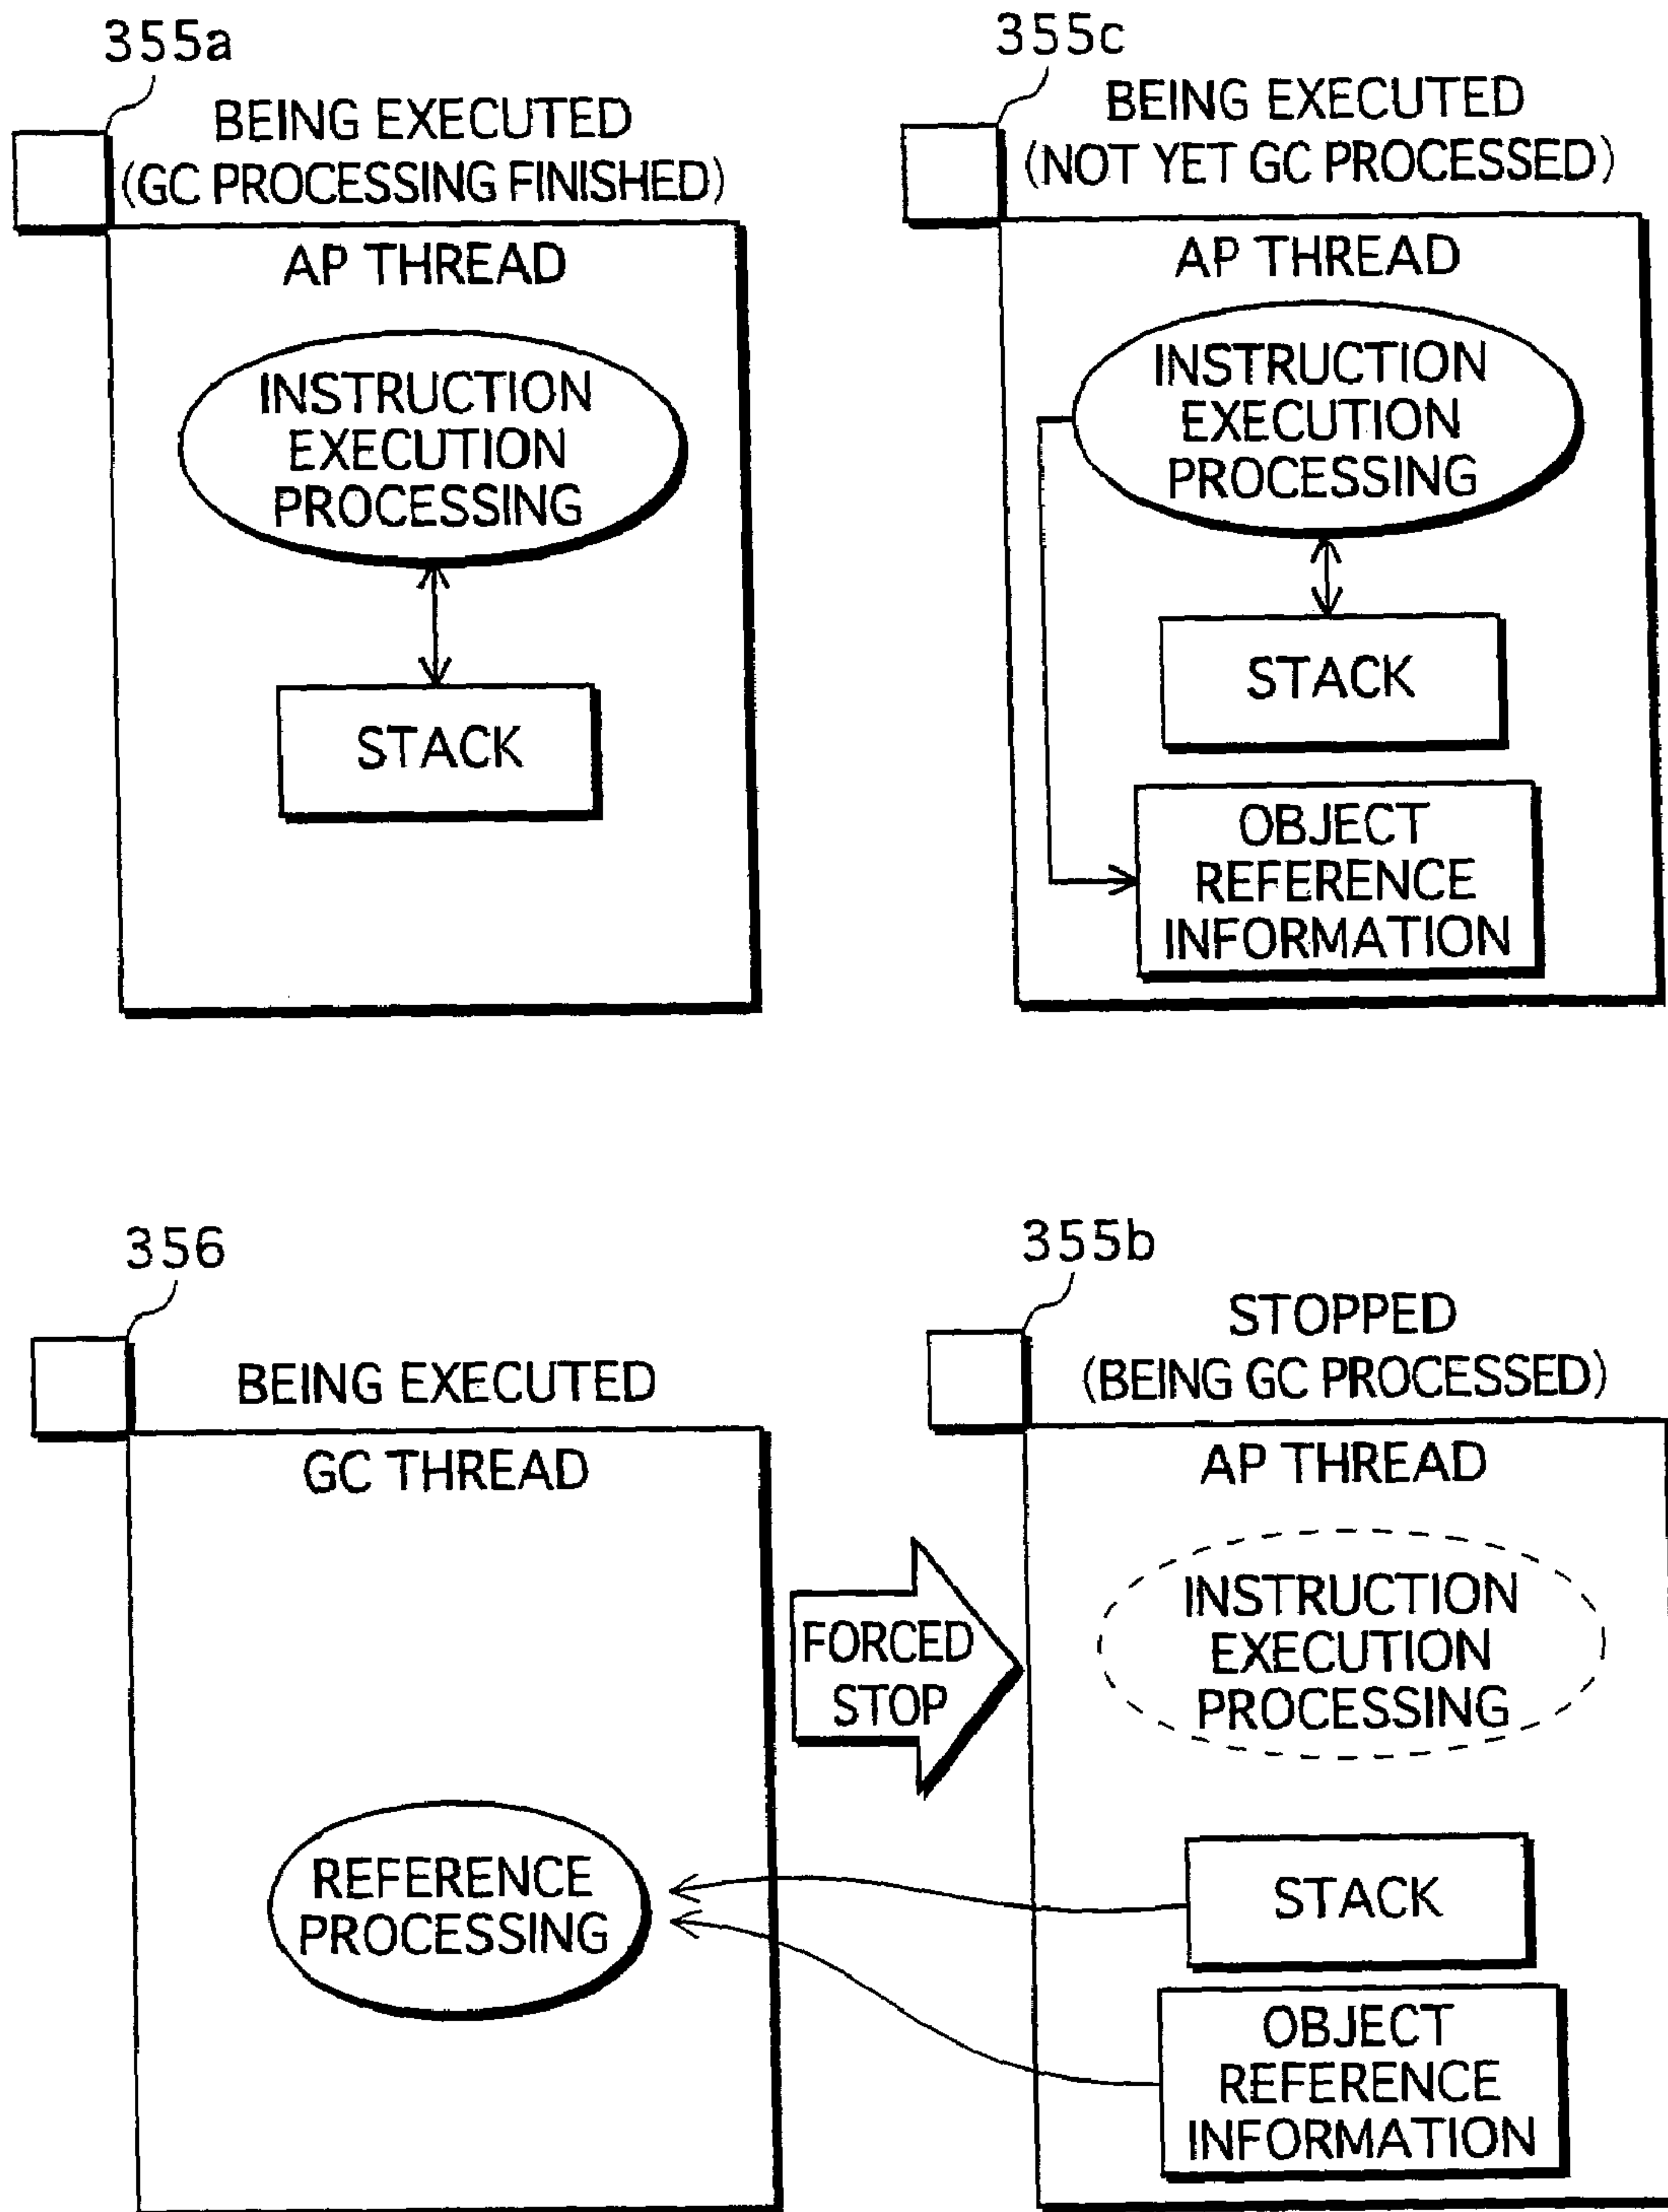 355a
BEING EXECUTED
(GC PROCESSING FINISHED)
AP THREAD
INSTRUCTION
EXECUTION
PROCESSING
STACK
355c
BEING EXECUTED
(NOT YET GC PROCESSED)
AP THREAD
INSTRUCTION
EXECUTION
PROCESSING
STACK
OBJECT
REFERENCE
INFORMATION
356
BEING EXECUTED
GC THREAD
REFERENCE
PROCESSING
FORCED
STOP
355b
STOPPED
(BEING GC PROCESSED)
AP THREAD
INSTRUCTION
EXECUTION
PROCESSING
STACK
OBJECT
REFERENCE
INFORMATION